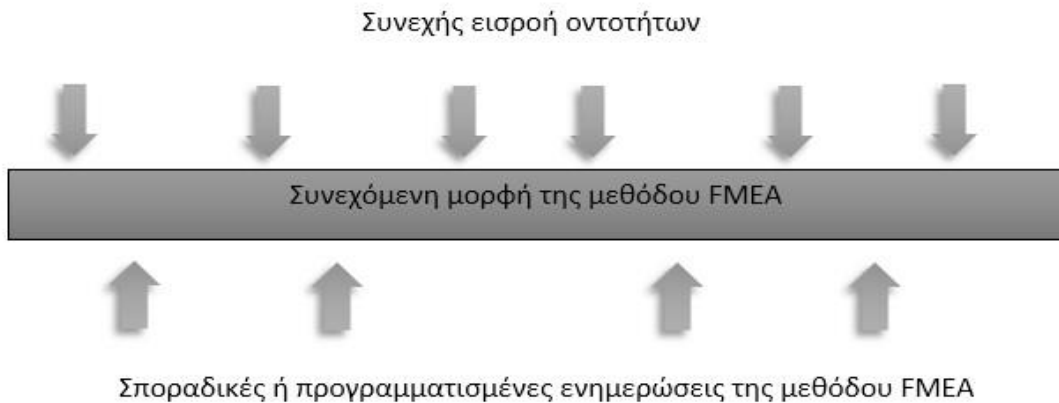 Συνεχής εισροή οντοτήτων
Συνεχόμενη μορφή της μεθόδου FMEA
Σποραδικές ή προγραμματισμένες ενημερώσεις της μεθόδου FMEA